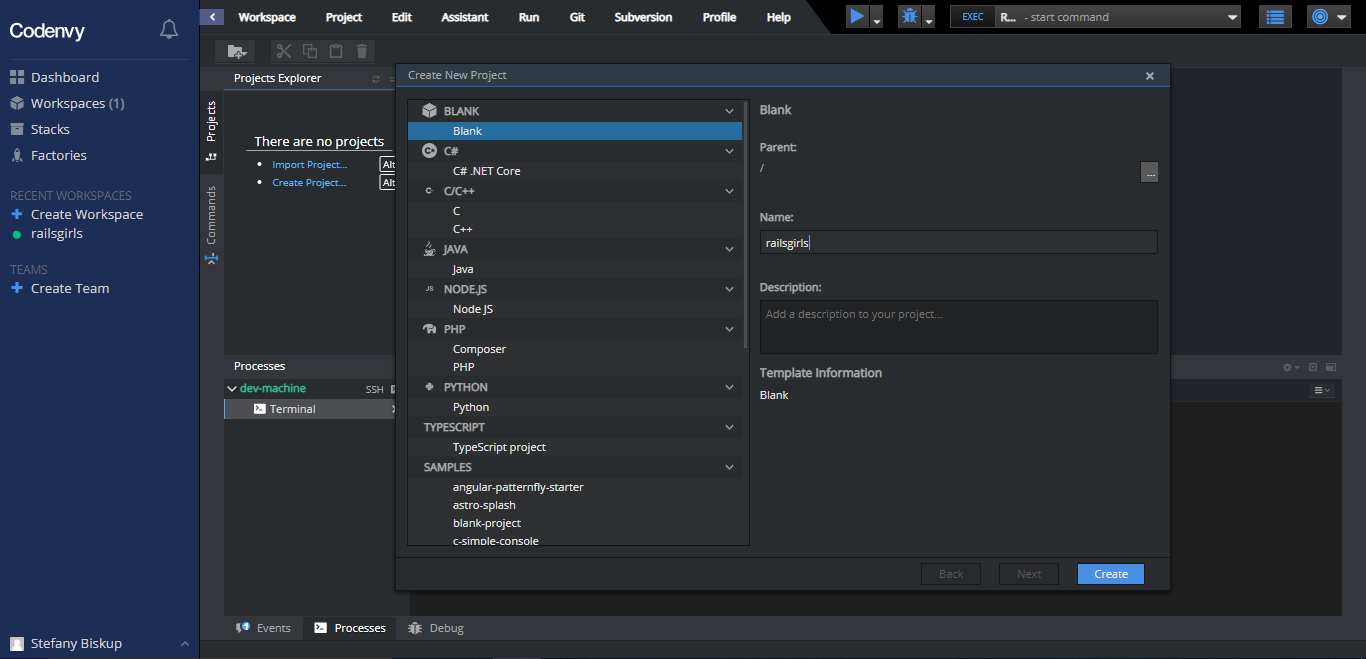 Codenvy
Dashboard
Workspaces (1)
Stacks
Factories
RECENT WORKSPACES
Create Workspace
railsgirls
TEAMS
Create Team
Stefany Biskup
Workspace Project Edit Assistant Run Git Subversion Profile Help
EXEC R... - start command
Projects Explorer
Projects
Commands
There are no projects
Import Project... Alt
Create Project... Alt
Processes
dev-machine SSH
Terminal
Events Processes Debug
Create New Project
BLANK
Blank
C#
C# .NET Core
C/C++
C
C++
JAVA
Java
NODE.JS
Node JS
PHP
Composer
PHP
PYTHON
Python
TYPESCRIPT
TypeScript project
SAMPLES
angular-patternfly-starter
astro-splash
blank-project
c-simple-console
Blank
Parent:
/
...
Name:
railsgirls
Description:
Add a description to your project...
Template Information
Blank
Back Next Create